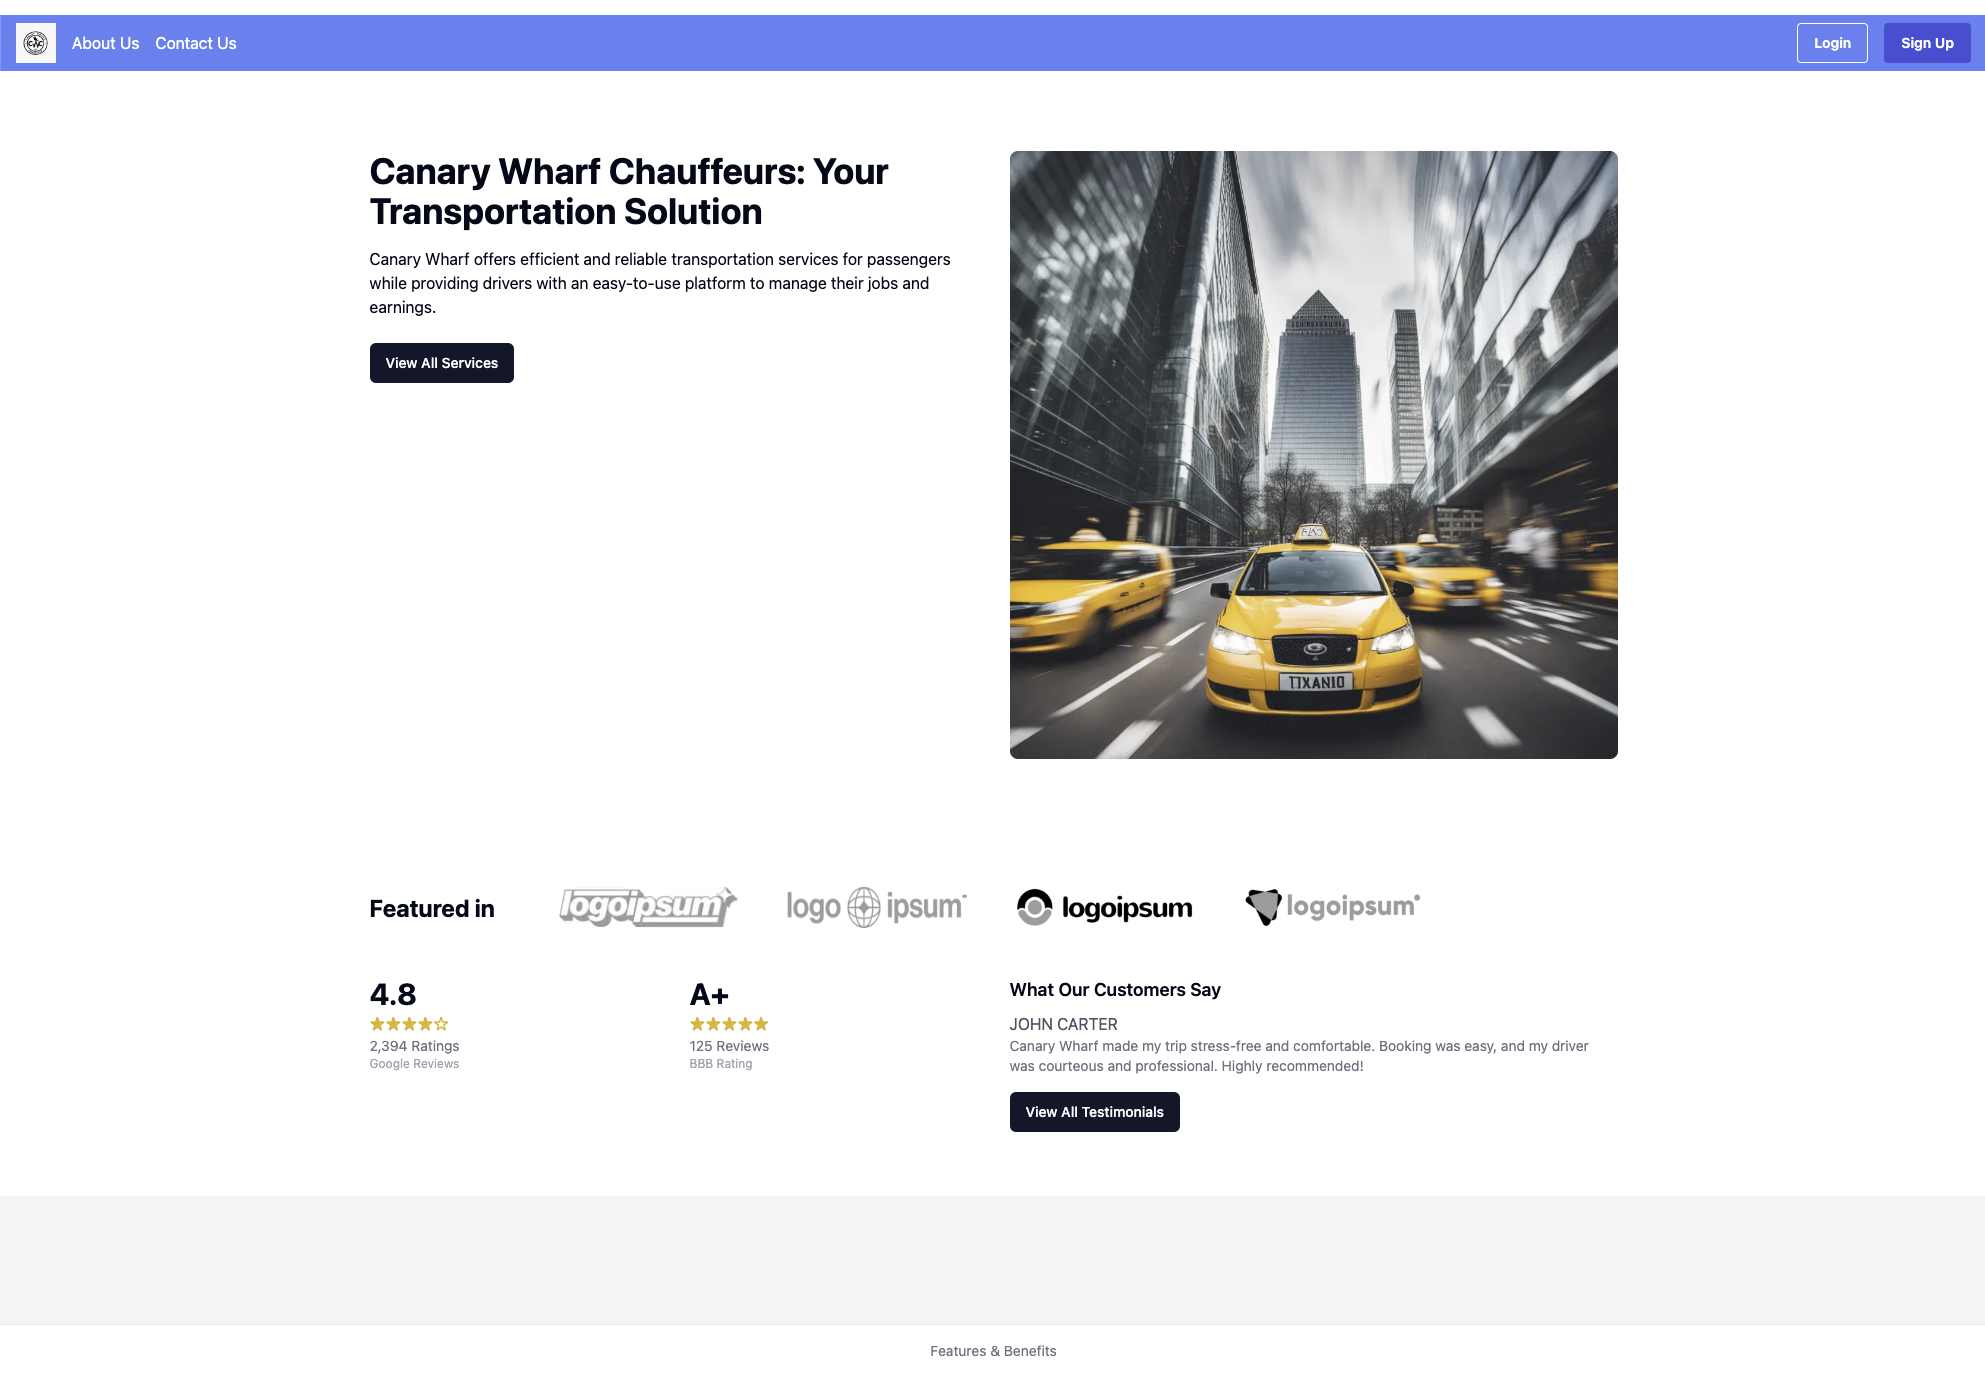 CWC
About Us Contact Us Login Sign Up
Canary Wharf Chauffeurs: Your
Transportation Solution
Canary Wharf offers efficient and reliable transportation services for passengers
while providing drivers with an easy-to-use platform to manage their jobs and
earnings.
View All Services
TIXANIO
Featured in
logoipsum
logo ipsum
logoipsum
logoipsum
4.8
2,394 Ratings
Google Reviews
A+
125 Reviews
BBB Rating
What Our Customers Say
JOHN CARTER
Canary Wharf made my trip stress-free and comfortable. Booking was easy, and my driver
was courteous and professional. Highly recommended!
View All Testimonials
Features & Benefits